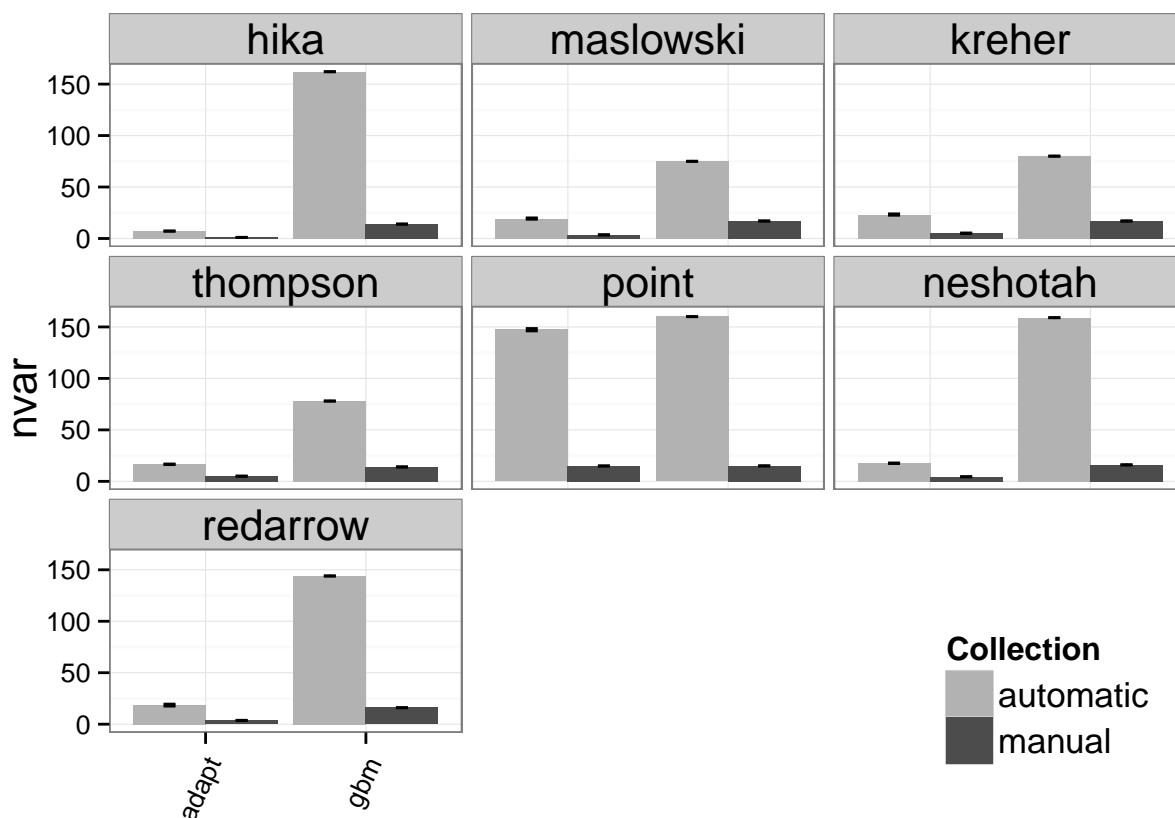 hika
maslowski
kreher
150
100
50
0
thompson
point
neshotah
150
100
50
0
nvar
redarrow
150
100
50
0
adapt
gbm
Collection
automatic
manual